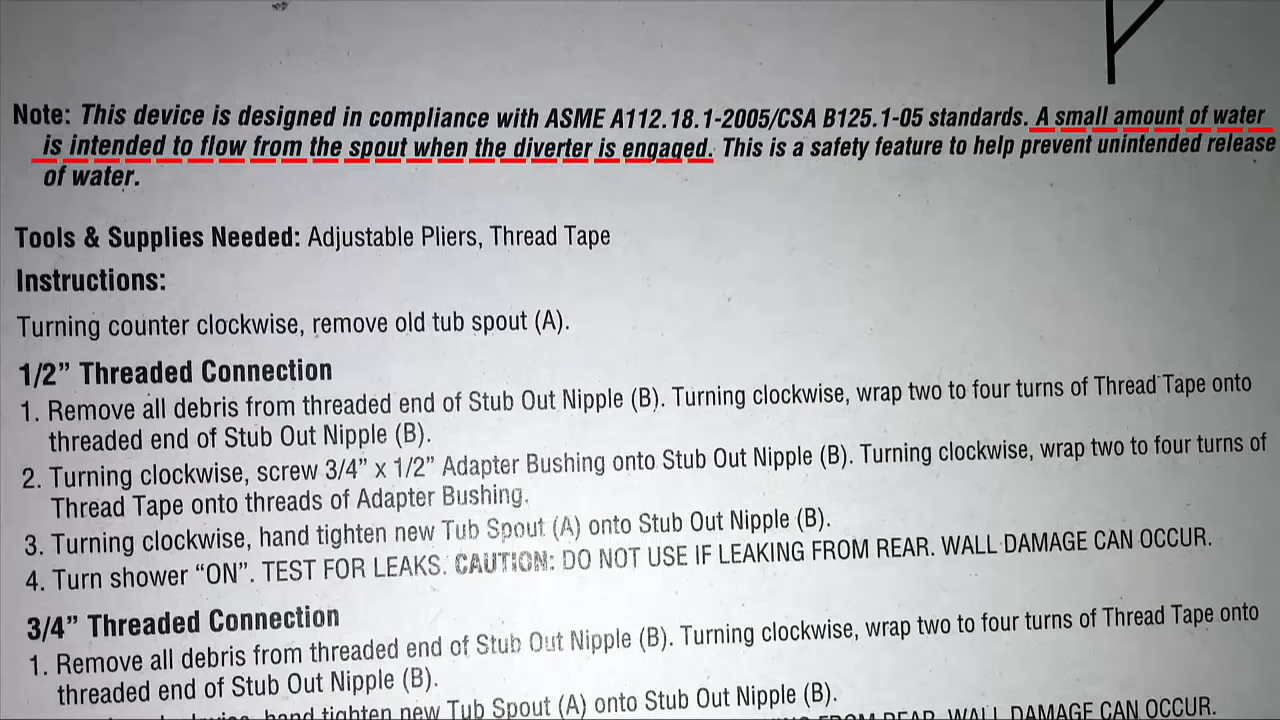 Note: This device is designed in compliance with ASME A112.18.1-2005/CSA B125.1-05 standards. A small amount of water
is intended to flow from the spout when the diverter is engaged. This is a safety feature to help prevent unintended release
of water.
Tools & Supplies Needed: Adjustable Pliers, Thread Tape
Instructions:
Turning counter clockwise, remove old tub spout (A).
1/2” Threaded Connection
1. Remove all debris from threaded end of Stub Out Nipple (B). Turning clockwise, wrap two to four turns of Thread Tape onto
threaded end of Stub Out Nipple (B).
2. Turning clockwise, screw 3/4” x 1/2” Adapter Bushing onto Stub Out Nipple (B). Turning clockwise, wrap two to four turns of
Thread Tape onto threads of Adapter Bushing.
3. Turning clockwise, hand tighten new Tub Spout (A) onto Stub Out Nipple (B).
4. Turn shower “ON”. TEST FOR LEAKS. CAUTION: DO NOT USE IF LEAKING FROM REAR. WALL DAMAGE CAN OCCUR.
3/4” Threaded Connection
1. Remove all debris from threaded end of Stub Out Nipple (B). Turning clockwise, wrap two to four turns of Thread Tape onto
threaded end of Stub Out Nipple (B).
hand tighten new Tub Spout (A) onto Stub Out Nipple (B).
FROM REAR. WALL DAMAGE CAN OCCUR.